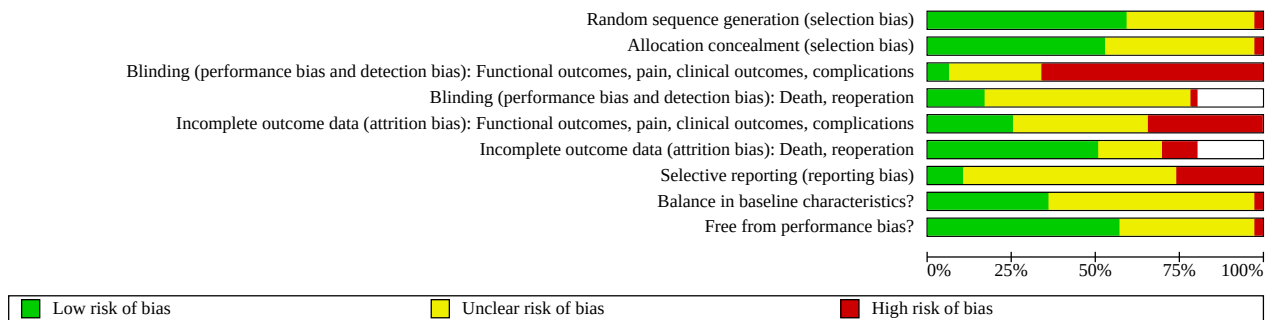 Random sequence generation (selection bias)
Allocation concealment (selection bias)
Blinding (performance bias and detection bias): Functional outcomes, pain, clinical outcomes, complications
Blinding (performance bias and detection bias): Death, reoperation
Incomplete outcome data (attrition bias): Functional outcomes, pain, clinical outcomes, complications
Incomplete outcome data (attrition bias): Death, reoperation
Selective reporting (reporting bias)
Balance in baseline characteristics?
Free from performance bias?
0% 25% 50% 75% 100%
Low risk of bias Unclear risk of bias High risk of bias